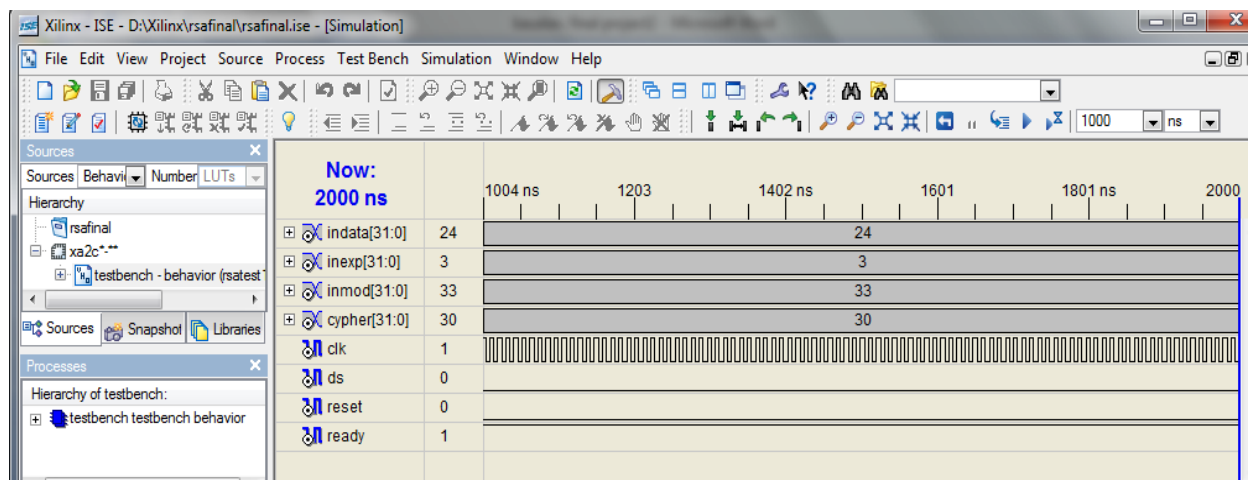 ISE Xilinx - ISE - D:\Xilinx\rsafinal\rsafinal.ise - [Simulation]
File Edit View Project Source Process Test Bench Simulation Window Help
1000 ns
Sources
Sources Behavi Number LUTs
Hierarchy
rsafinal
xa2c*-**
testbench - behavior (rsatest
Sources Snapshot Libraries
Processes
Hierarchy of testbench:
testbench testbench behavior
Now:
2000 ns
1004 ns 1203 1402 ns 1601 1801 ns 2000
indata[31:0] 24 24
inexp[31:0] 3 3
inmod[31:0] 33 33
cypher[31:0] 30 30
clk 1
ds 0
reset 0
ready 1